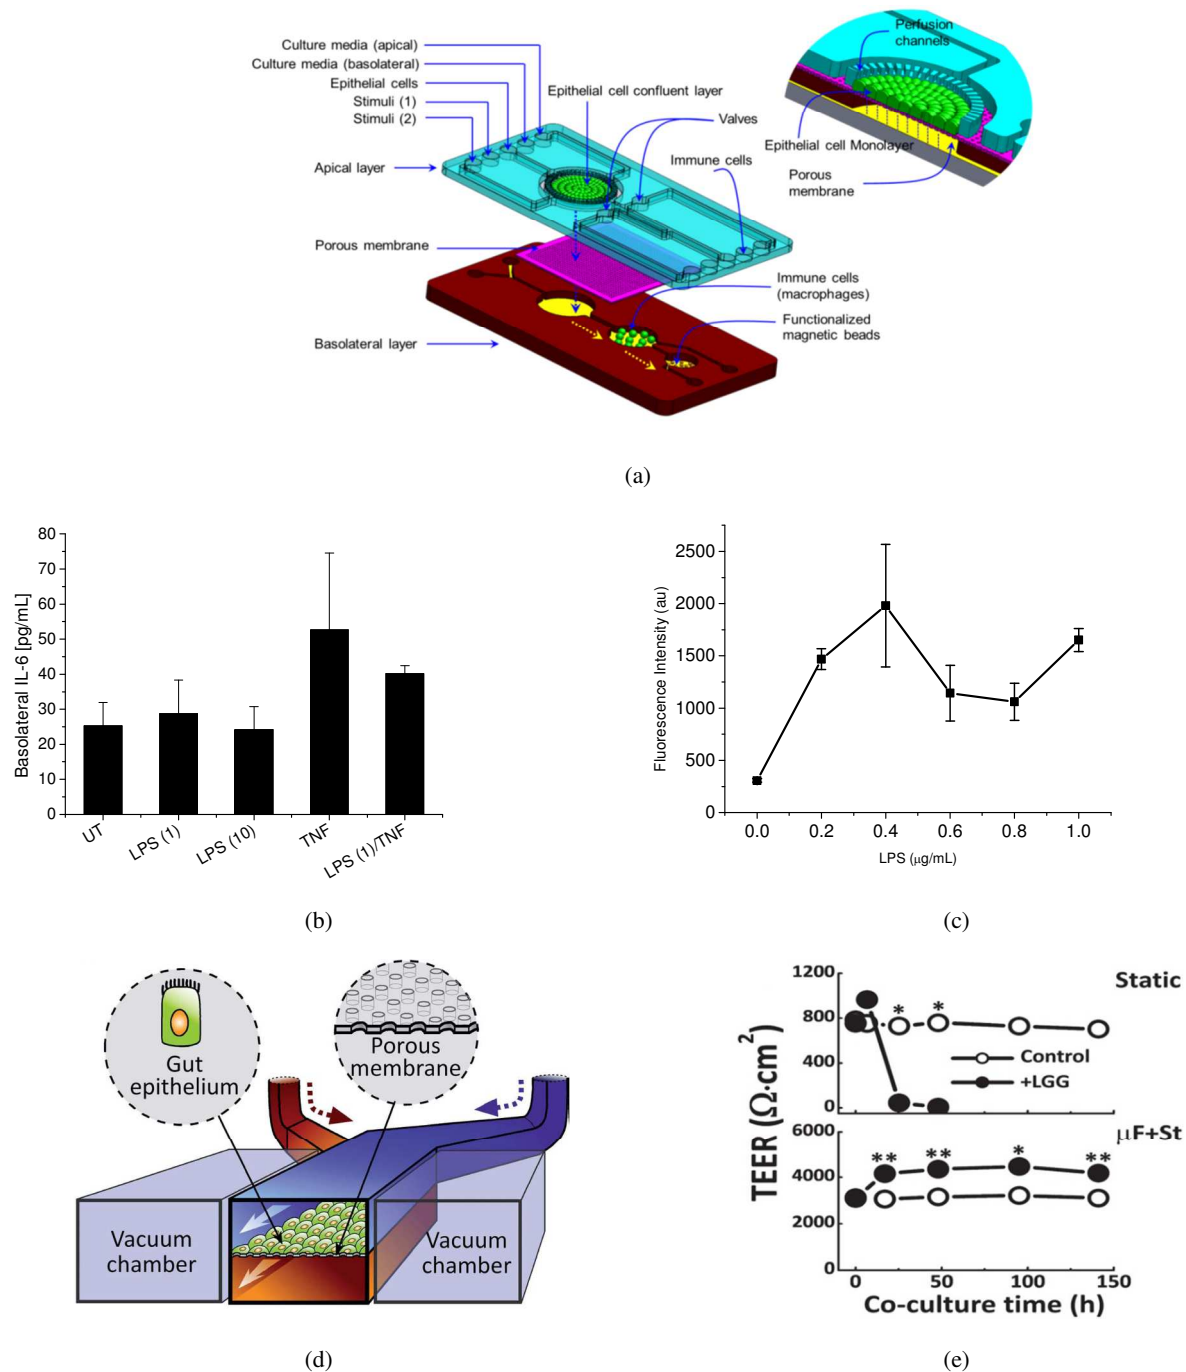 Culture media (apical)
Culture media (basolateral)
Epithelial cells
Stimuli (1)
Stimuli (2)
Apical layer
Epithelial cell confluent layer
Valves
Immune cells
Perfusion
channels
Epithelial cell Monolayer
Porous
membrane
Porous membrane
Immune cells
(macrophages)
Functionalized
magnetic beads
Basolateral layer
(a)
Basolateral IL-6 [pg/mL]
80
70
60
50
40
30
20
10
0
UT
LPS (1)
LPS (10)
TNF
LPS (1)/TNF
(b)
Fluorescence Intensity (au)
2500
2000
1500
1000
500
0
0.0
0.2
0.4
0.6
0.8
1.0
LPS (μg/mL)
(c)
Gut
epithelium
Porous
membrane
Vacuum
chamber
Vacuum
chamber
(d)
TEER (Ω·cm²)
1200
800
400
0
Static
* *
Control
+LGG
6000
4000
2000
0
μF+St
** ** * **
0 50 100 150
Co-culture time (h)
(e)